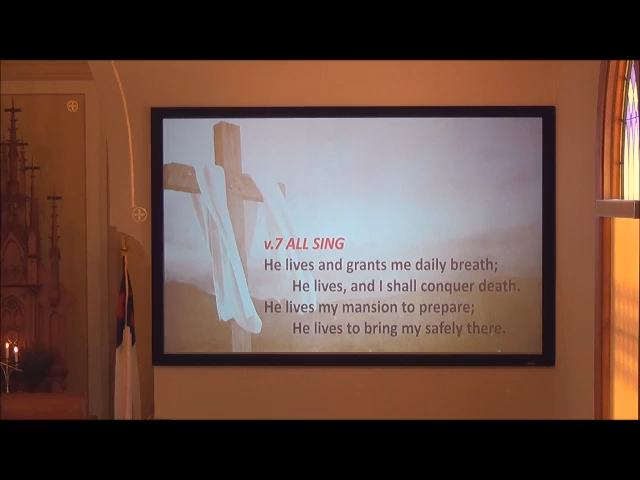 v.7 ALL SING
He lives and grants me daily breath;
He lives, and I shall conquer death.
He lives my mansion to prepare;
He lives to bring my safely there.